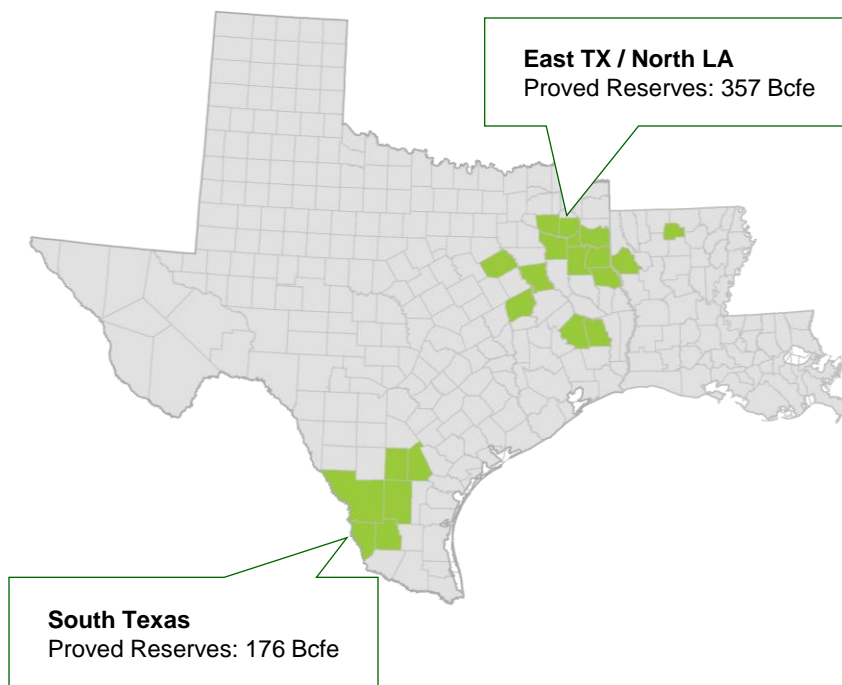 East TX / North LA
Proved Reserves: 357 Bcfe
South Texas
Proved Reserves: 176 Bcfe